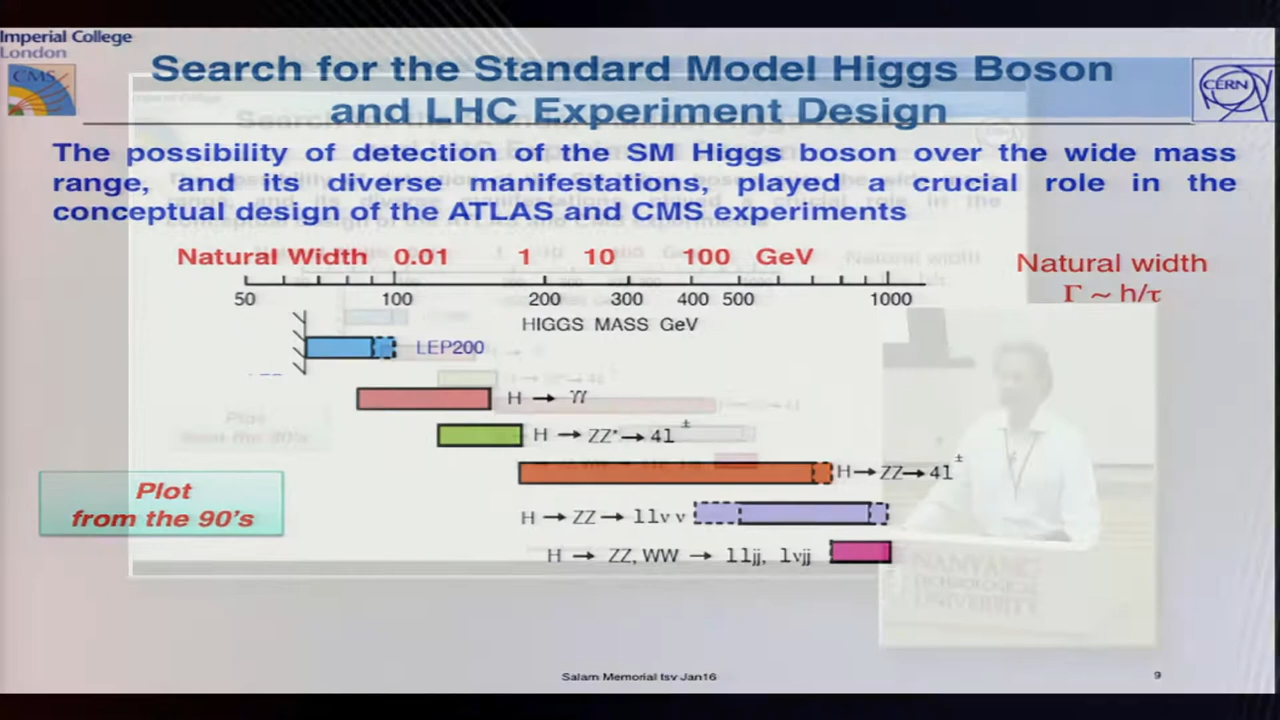 Imperial College
London
CMS
CERN
Search for the Standard Model Higgs Boson
and LHC Experiment Design
The possibility of detection of the SM Higgs boson over the wide mass
range, and its diverse manifestations, played a crucial role in the
conceptual design of the ATLAS and CMS experiments
Natural Width 0.01 1 10 100 GeV
Natural width
Γ ~ h/τ
50 100 200 300 400 500 1000
HIGGS MASS GeV
LEP200
H → γγ
H → ZZ* → 4l±
H → ZZ → 4l±
H → ZZ → llνν
H → ZZ, WW → lljj, lνjj
Plot
from the 90's
NANYANG
TECHNOLOGICAL
UNIVERSITY
Salam Memorial tsv Jan16
9